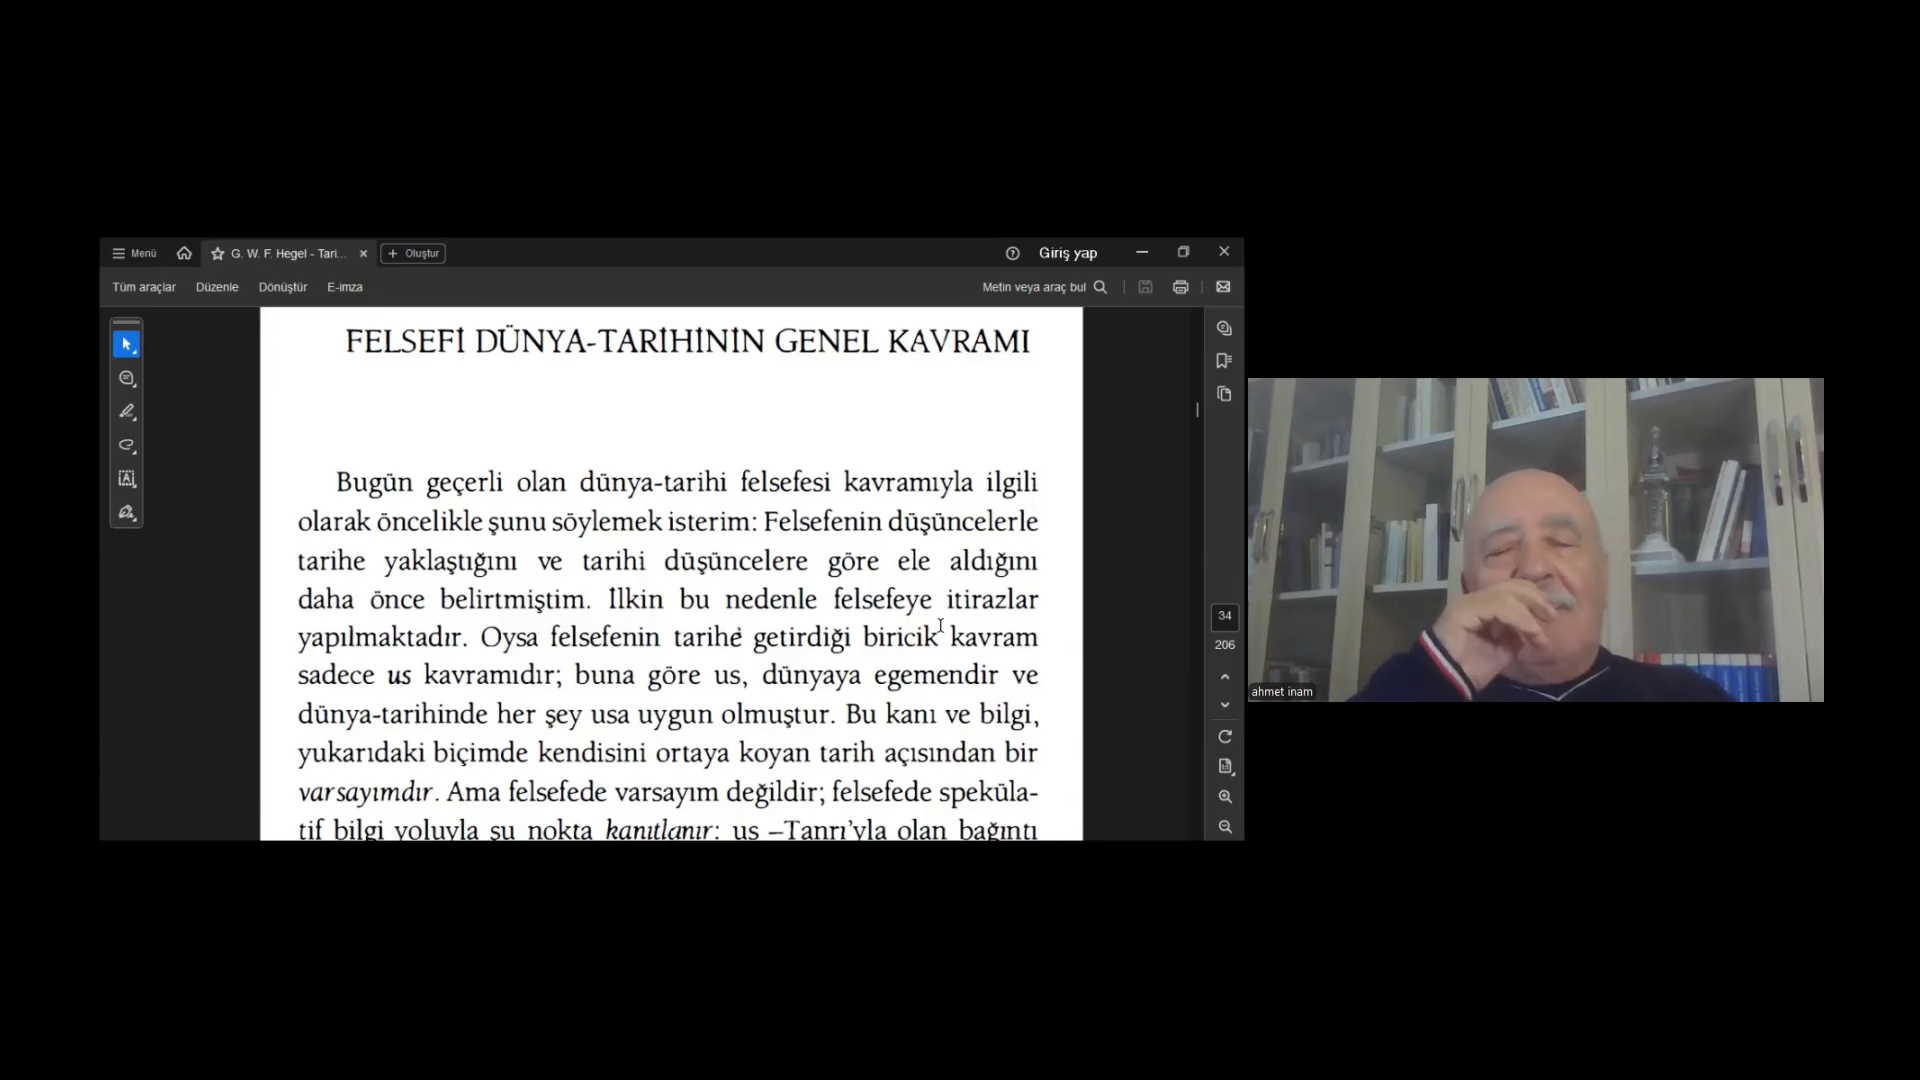 Menü
G. W. F. Hegel - Tari...
Oluştur
Giriş yap
Tüm araçlar
Düzenle
Dönüştür
E-imza
Metin veya araç bul
FELSEFİ DÜNYA-TARİHİNİN GENEL KAVRAMI
Bugün geçerli olan dünya-tarihi felsefesi kavramıyla ilgili
olarak öncelikle şunu söylemek isterim: Felsefenin düşüncelerle
tarihe yaklaştığını ve tarihi düşüncelere göre ele aldığını
daha önce belirtmiştim. İlkin bu nedenle felsefeye itirazlar
yapılmaktadır. Oysa felsefenin tarihe getirdiği biricik kavram
sadece us kavramıdır; buna göre us, dünyaya egemendir ve
dünya-tarihinde her şey usa uygun olmuştur. Bu kanı ve bilgi,
yukarıdaki biçimde kendisini ortaya koyan tarih açısından bir
varsayımdır. Ama felsefede varsayım değildir; felsefede speküla-
tif bilgi yoluyla şu nokta kanıtlanır: us –Tanrı'yla olan bağıntı
34
206
ahmet inam